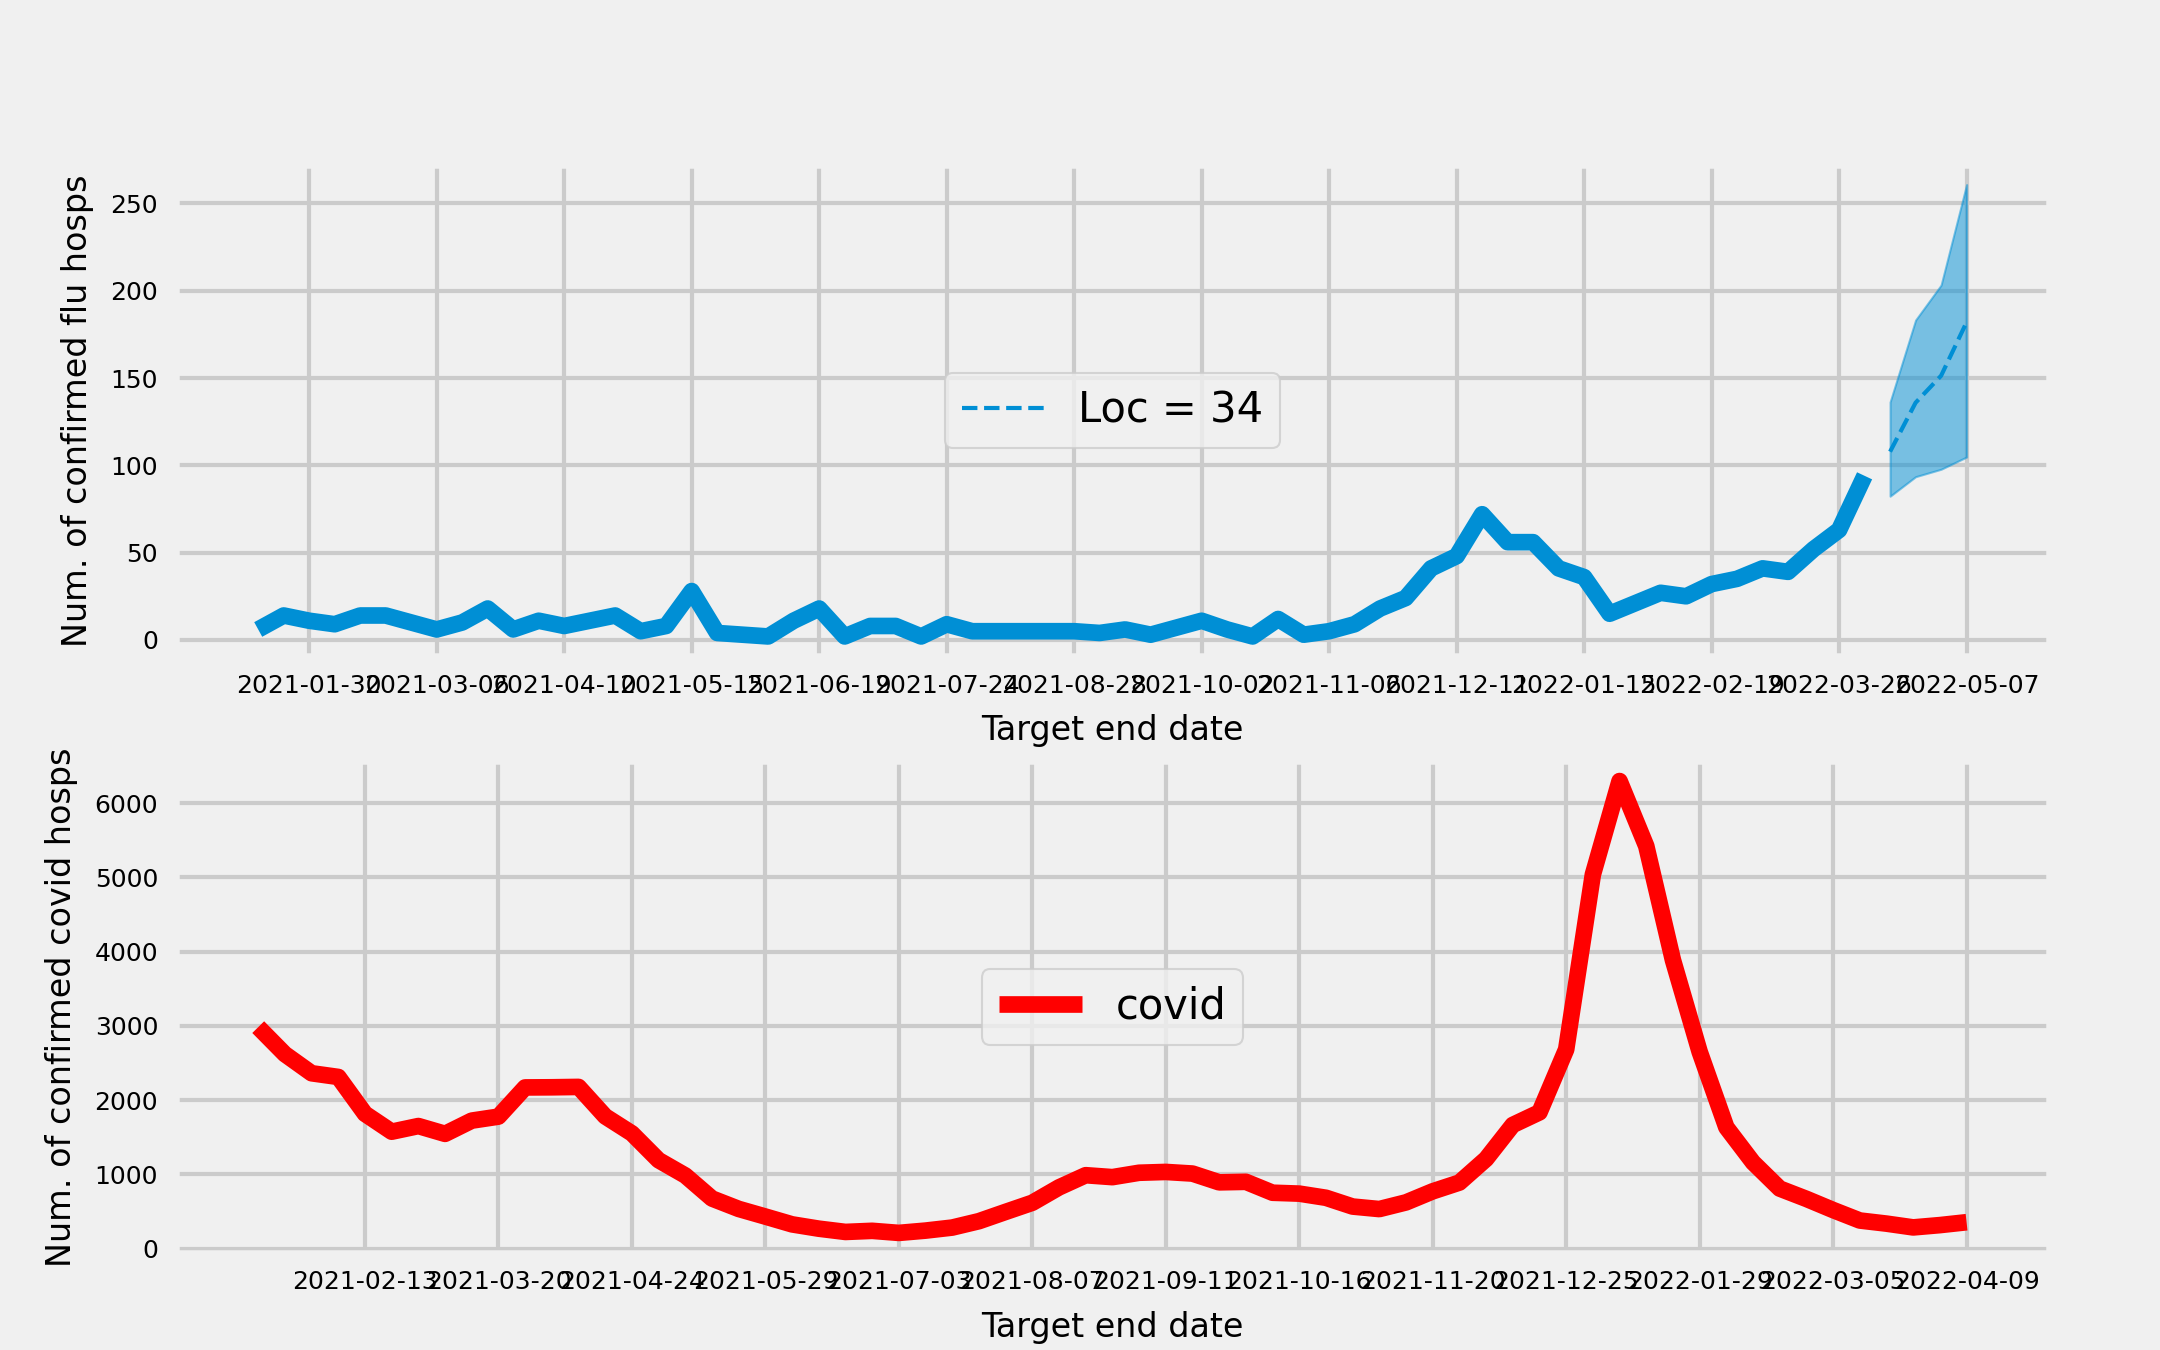 Num. of confirmed flu hosps
250
200
150
100
50
0
Loc = 34
2021-01-30 2021-03-06 2021-04-10 2021-05-15 2021-06-19 2021-07-24 2021-08-28 2021-10-02 2021-11-06 2021-12-11 2022-01-15 2022-02-19 2022-03-26 2022-05-07
Target end date
Num. of confirmed covid hosps
6000
5000
4000
3000
2000
1000
0
covid
2021-02-13 2021-03-20 2021-04-24 2021-05-29 2021-07-03 2021-08-07 2021-09-11 2021-10-16 2021-11-20 2021-12-25 2022-01-29 2022-03-05 2022-04-09
Target end date